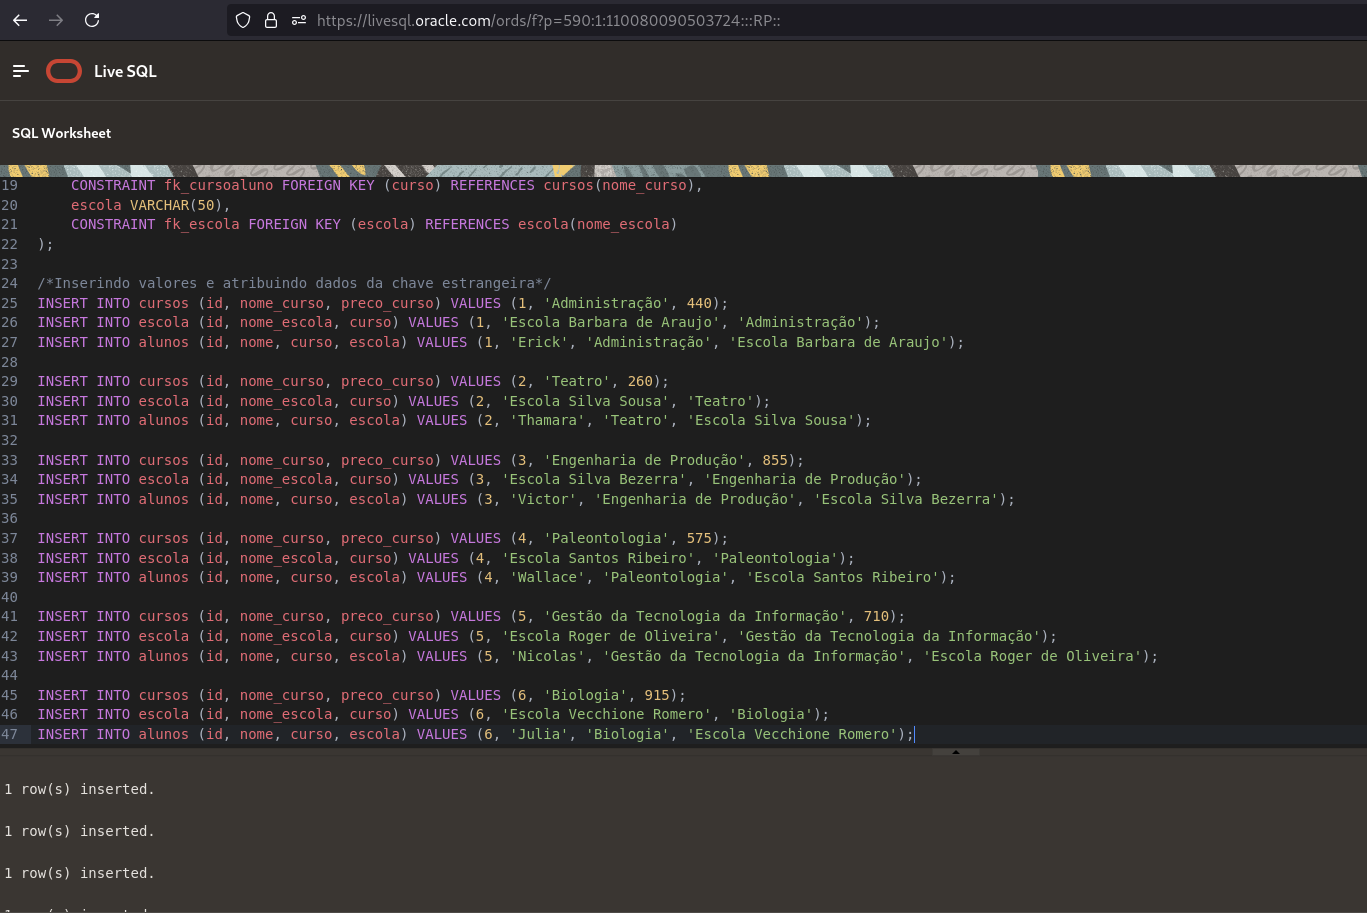 https://livesql.oracle.com/ords/f?p=590:1:110080090503724:::RP::
Live SQL
SQL Worksheet
19 CONSTRAINT fk_cursoaluno FOREIGN KEY (curso) REFERENCES cursos(nome_curso),
20 escola VARCHAR(50),
21 CONSTRAINT fk_escola FOREIGN KEY (escola) REFERENCES escola(nome_escola)
22 );
23
24 /*Inserindo valores e atribuindo dados da chave estrangeira*/
25 INSERT INTO cursos (id, nome_curso, preco_curso) VALUES (1, 'Administração', 440);
26 INSERT INTO escola (id, nome_escola, curso) VALUES (1, 'Escola Barbara de Araujo', 'Administração');
27 INSERT INTO alunos (id, nome, curso, escola) VALUES (1, 'Erick', 'Administração', 'Escola Barbara de Araujo');
28
29 INSERT INTO cursos (id, nome_curso, preco_curso) VALUES (2, 'Teatro', 260);
30 INSERT INTO escola (id, nome_escola, curso) VALUES (2, 'Escola Silva Sousa', 'Teatro');
31 INSERT INTO alunos (id, nome, curso, escola) VALUES (2, 'Thamara', 'Teatro', 'Escola Silva Sousa');
32
33 INSERT INTO cursos (id, nome_curso, preco_curso) VALUES (3, 'Engenharia de Produção', 855);
34 INSERT INTO escola (id, nome_escola, curso) VALUES (3, 'Escola Silva Bezerra', 'Engenharia de Produção');
35 INSERT INTO alunos (id, nome, curso, escola) VALUES (3, 'Victor', 'Engenharia de Produção', 'Escola Silva Bezerra');
36
37 INSERT INTO cursos (id, nome_curso, preco_curso) VALUES (4, 'Paleontologia', 575);
38 INSERT INTO escola (id, nome_escola, curso) VALUES (4, 'Escola Santos Ribeiro', 'Paleontologia');
39 INSERT INTO alunos (id, nome, curso, escola) VALUES (4, 'Wallace', 'Paleontologia', 'Escola Santos Ribeiro');
40
41 INSERT INTO cursos (id, nome_curso, preco_curso) VALUES (5, 'Gestão da Tecnologia da Informação', 710);
42 INSERT INTO escola (id, nome_escola, curso) VALUES (5, 'Escola Roger de Oliveira', 'Gestão da Tecnologia da Informação');
43 INSERT INTO alunos (id, nome, curso, escola) VALUES (5, 'Nicolas', 'Gestão da Tecnologia da Informação', 'Escola Roger de Oliveira');
44
45 INSERT INTO cursos (id, nome_curso, preco_curso) VALUES (6, 'Biologia', 915);
46 INSERT INTO escola (id, nome_escola, curso) VALUES (6, 'Escola Vecchione Romero', 'Biologia');
47 INSERT INTO alunos (id, nome, curso, escola) VALUES (6, 'Julia', 'Biologia', 'Escola Vecchione Romero');
1 row(s) inserted.
1 row(s) inserted.
1 row(s) inserted.